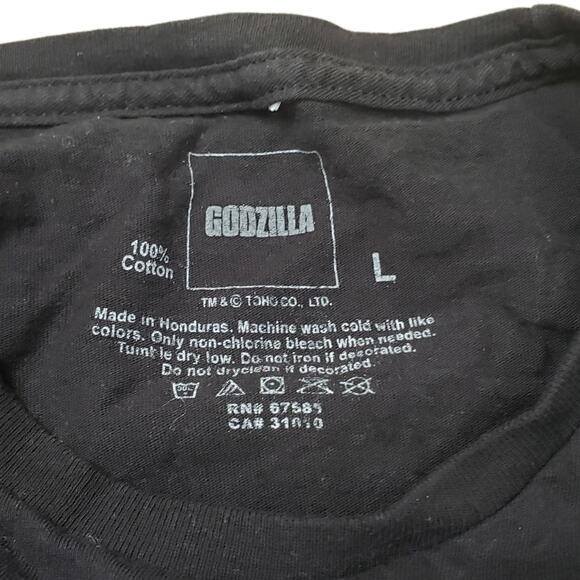 GODZILLA
100%
Cotton
L
TM & © TOHO CO., LTD.
Made in Honduras. Machine wash cold with like
colors. Only non-chlorine bleach when needed.
Tumble dry low. Do not iron if decorated.
Do not dryclean if decorated.
RN# 67585
CA# 31010